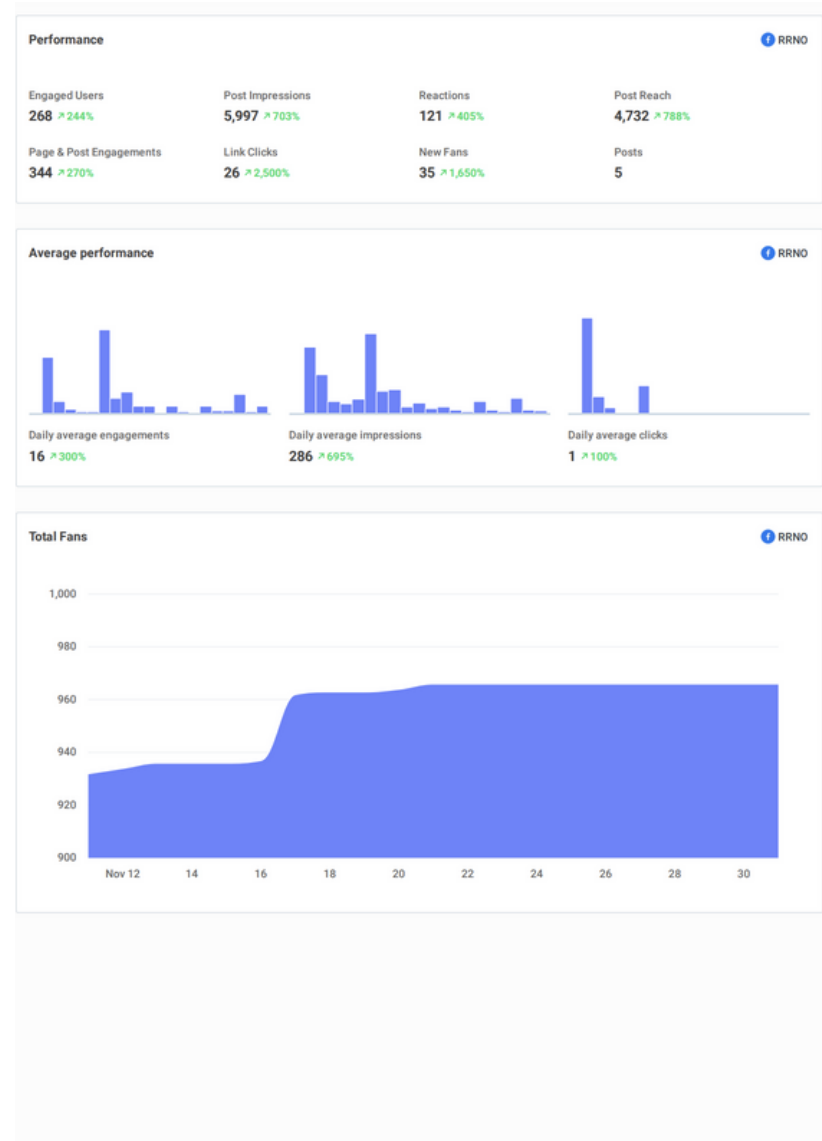 Performance RRNO
Engaged Users Post Impressions Reactions Post Reach
268 ↗244% 5,997 ↗703% 121 ↗405% 4,732 ↗788%
Page & Post Engagements Link Clicks New Fans Posts
344 ↗270% 26 ↗2,500% 35 ↗1,650% 5
Average performance RRNO
Daily average engagements Daily average impressions Daily average clicks
16 ↗300% 286 ↗695% 1 ↗100%
Total Fans RRNO
1,000
980
960
940
920
900
Nov 12 14 16 18 20 22 24 26 28 30